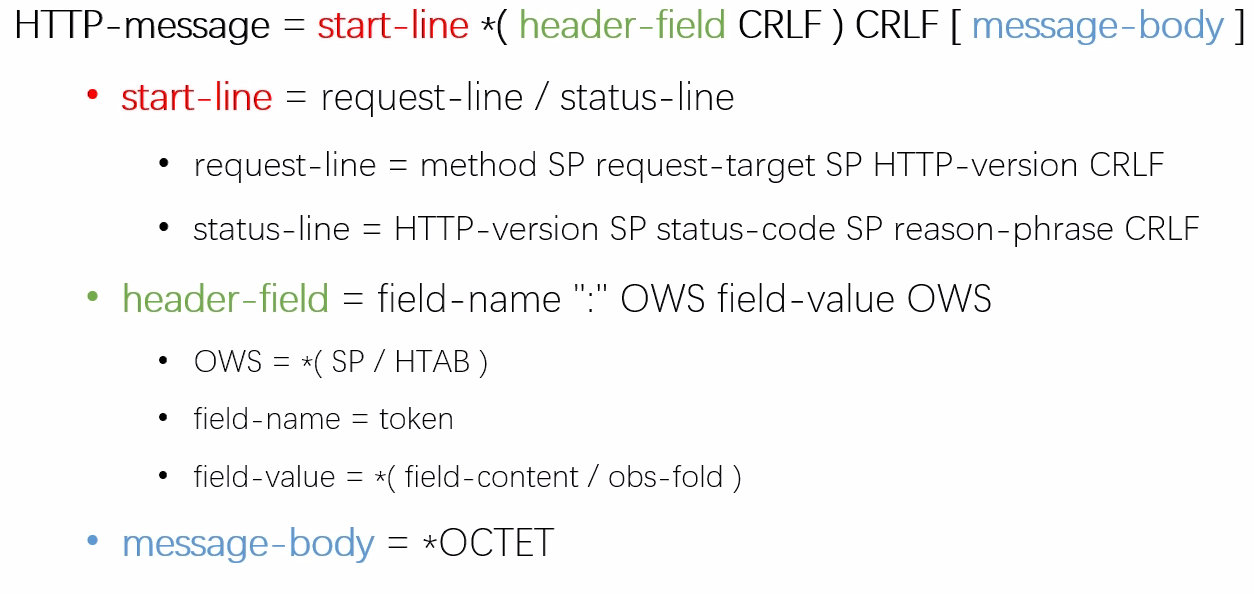 HTTP-message = start-line *( header-field CRLF ) CRLF [ message-body ]
• start-line = request-line / status-line
• request-line = method SP request-target SP HTTP-version CRLF
• status-line = HTTP-version SP status-code SP reason-phrase CRLF
• header-field = field-name ":" OWS field-value OWS
• OWS = *( SP / HTAB )
• field-name = token
• field-value = *( field-content / obs-fold )
• message-body = *OCTET